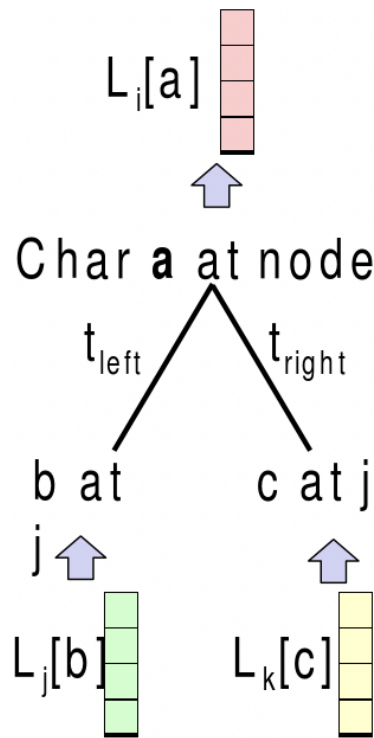 L_i[a]
Char a at node
t_left t_right
b at c at j
j
L_j[b] L_k[c]